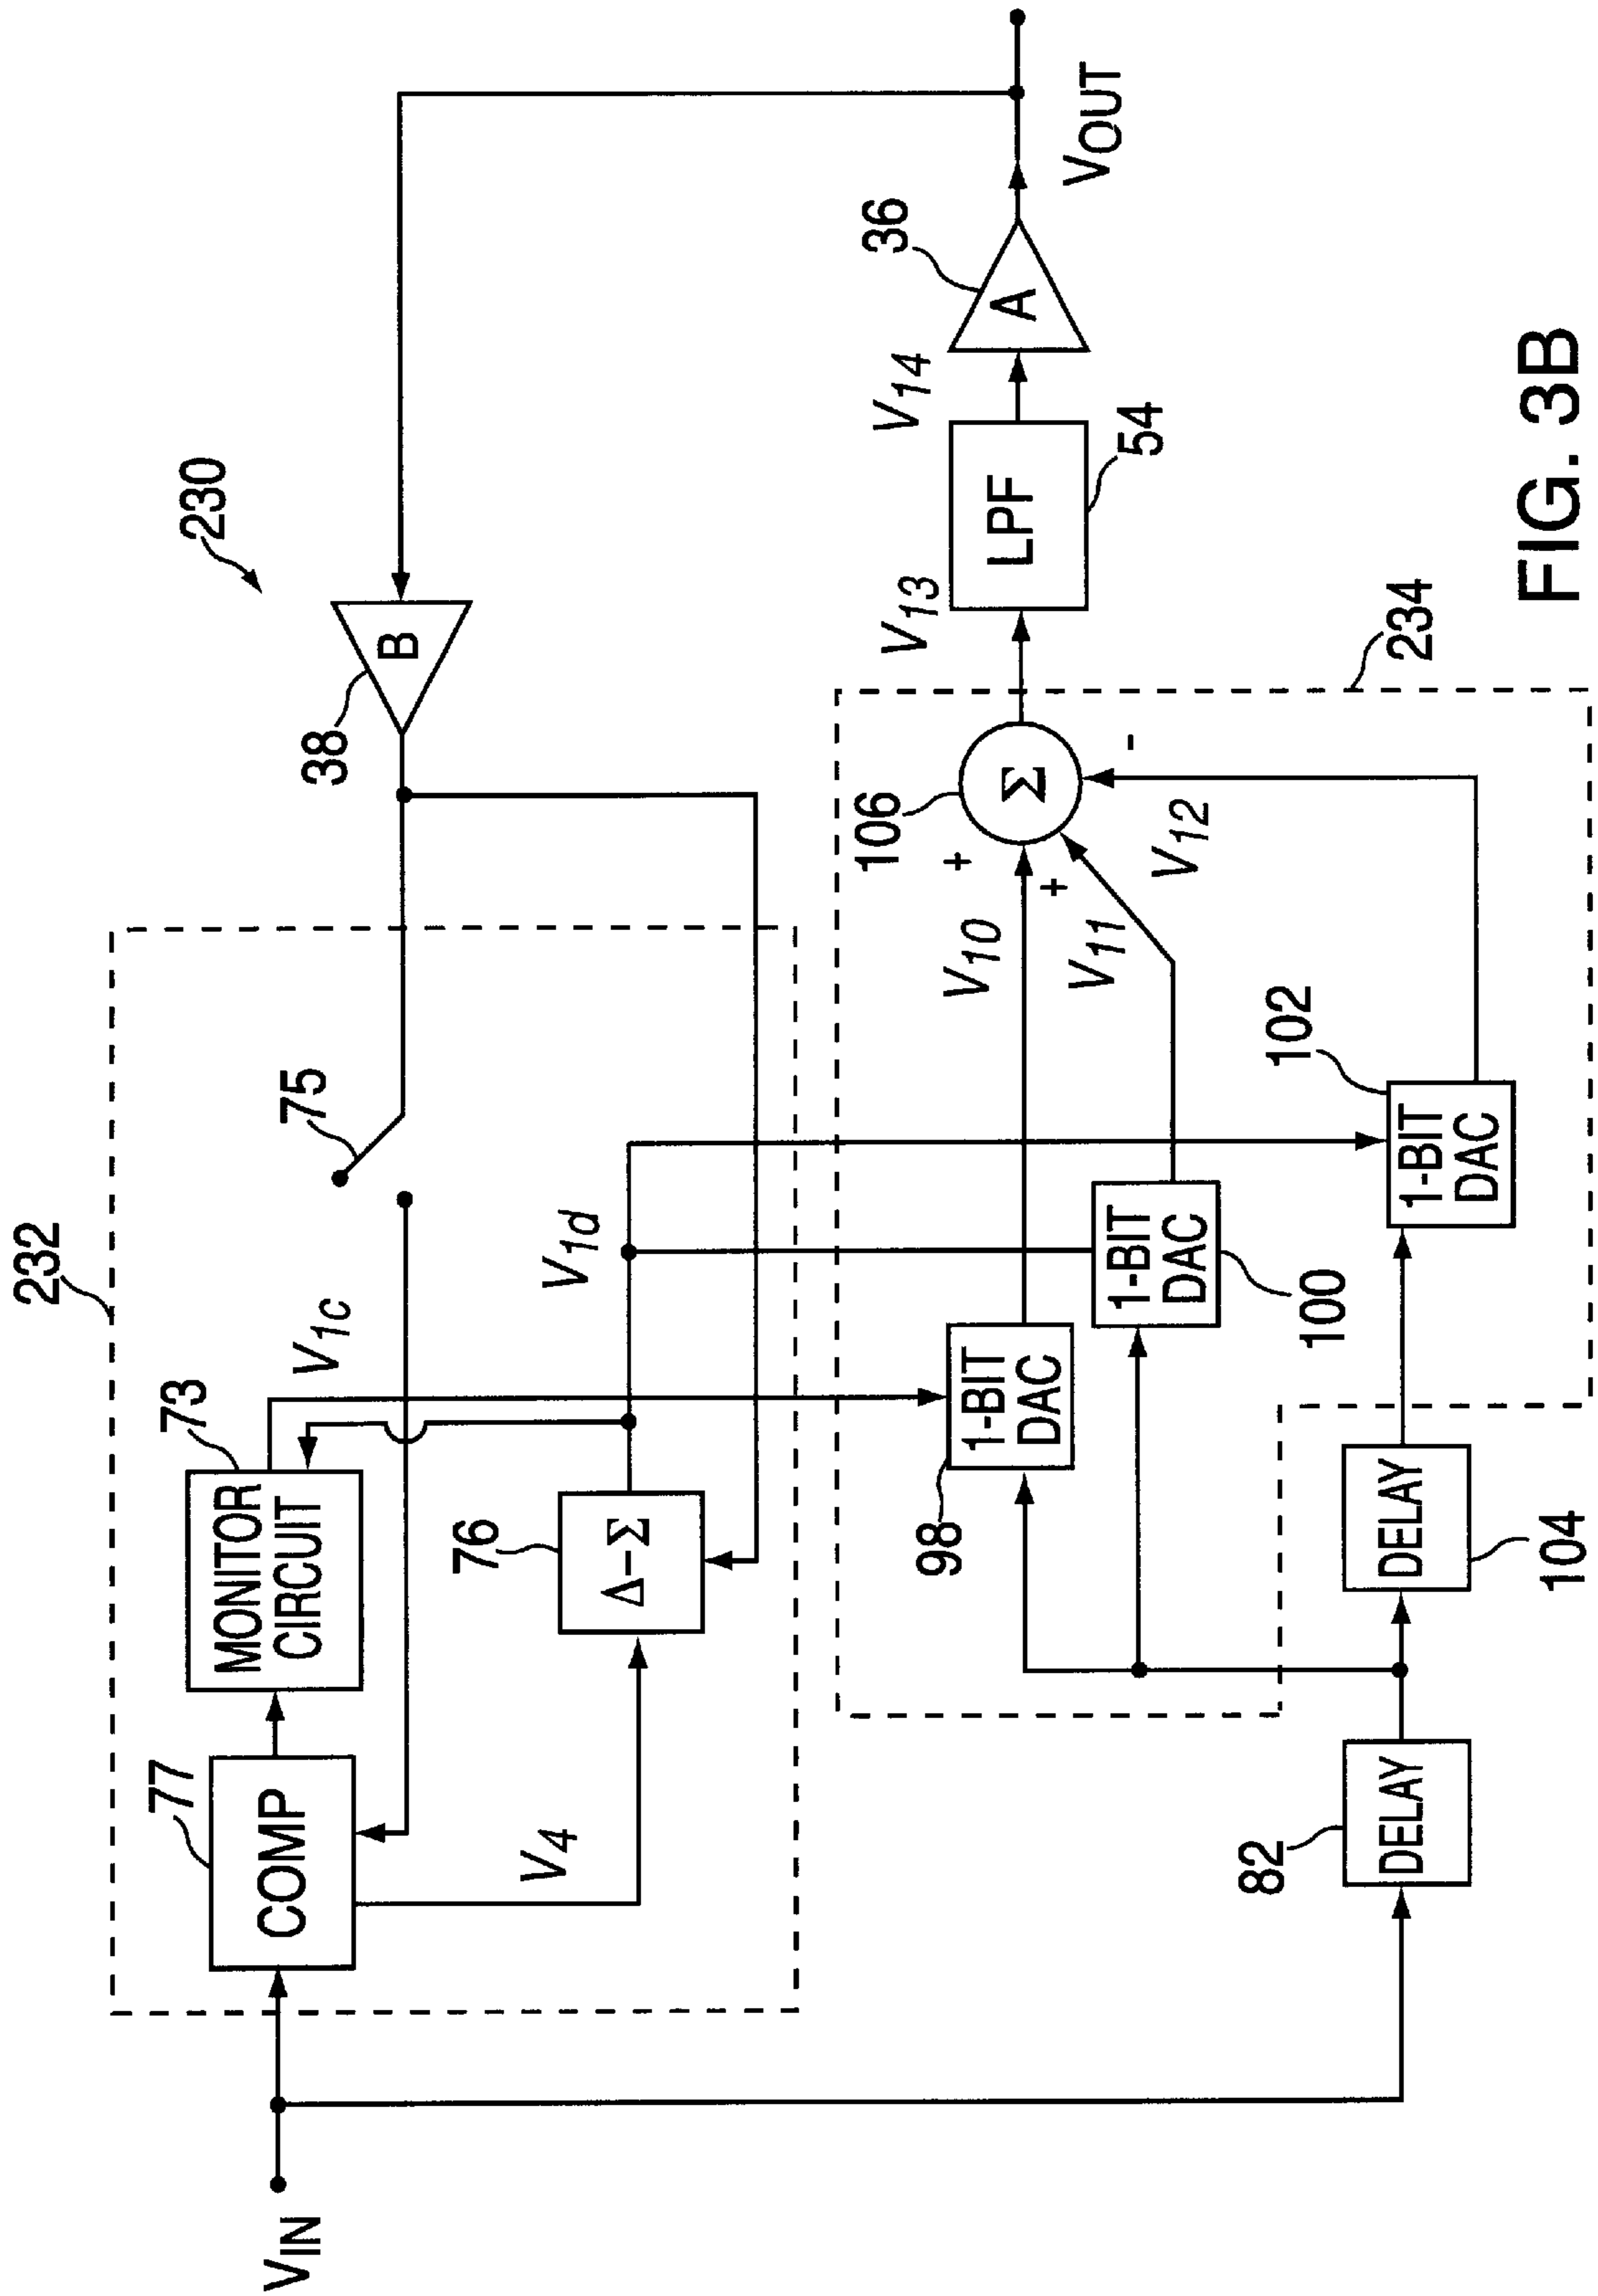 232
230
77
COMP
73
MONITOR
CIRCUIT
V1c
75
38
B
V4
76
Δ-Σ
V1d
VIN
98
1-BIT
DAC
V10
+
106
Σ
V13
LPF
54
V14
A
36
VOUT
1-BIT
DAC
100
V11
+
V12
-
234
82
DELAY
DELAY
104
1-BIT
DAC
102
FIG. 3B